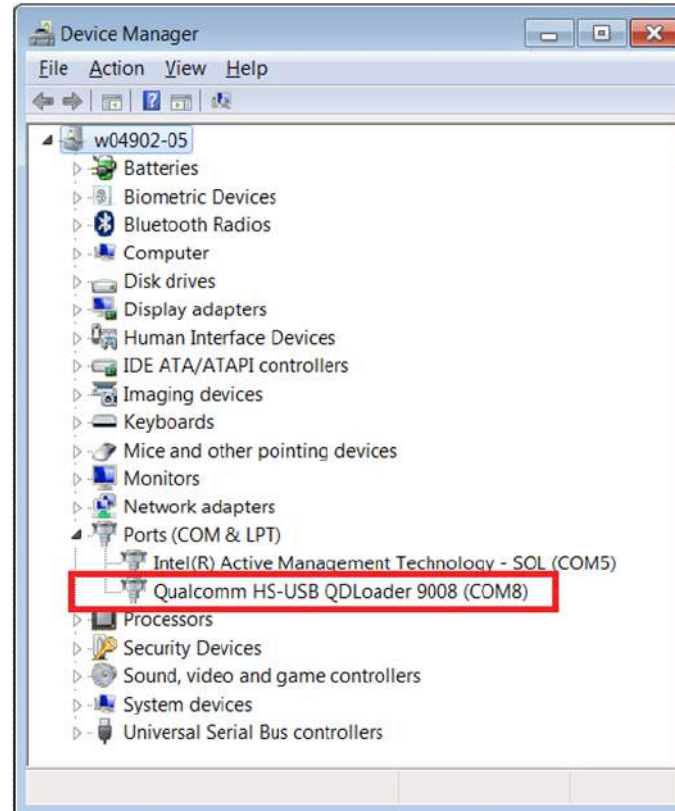 Device Manager
File Action View Help
w04902-05
Batteries
Biometric Devices
Bluetooth Radios
Computer
Disk drives
Display adapters
Human Interface Devices
IDE ATA/ATAPI controllers
Imaging devices
Keyboards
Mice and other pointing devices
Monitors
Network adapters
Ports (COM & LPT)
Intel(R) Active Management Technology - SOL (COM5)
Qualcomm HS-USB QDLoader 9008 (COM8)
Processors
Security Devices
Sound, video and game controllers
System devices
Universal Serial Bus controllers